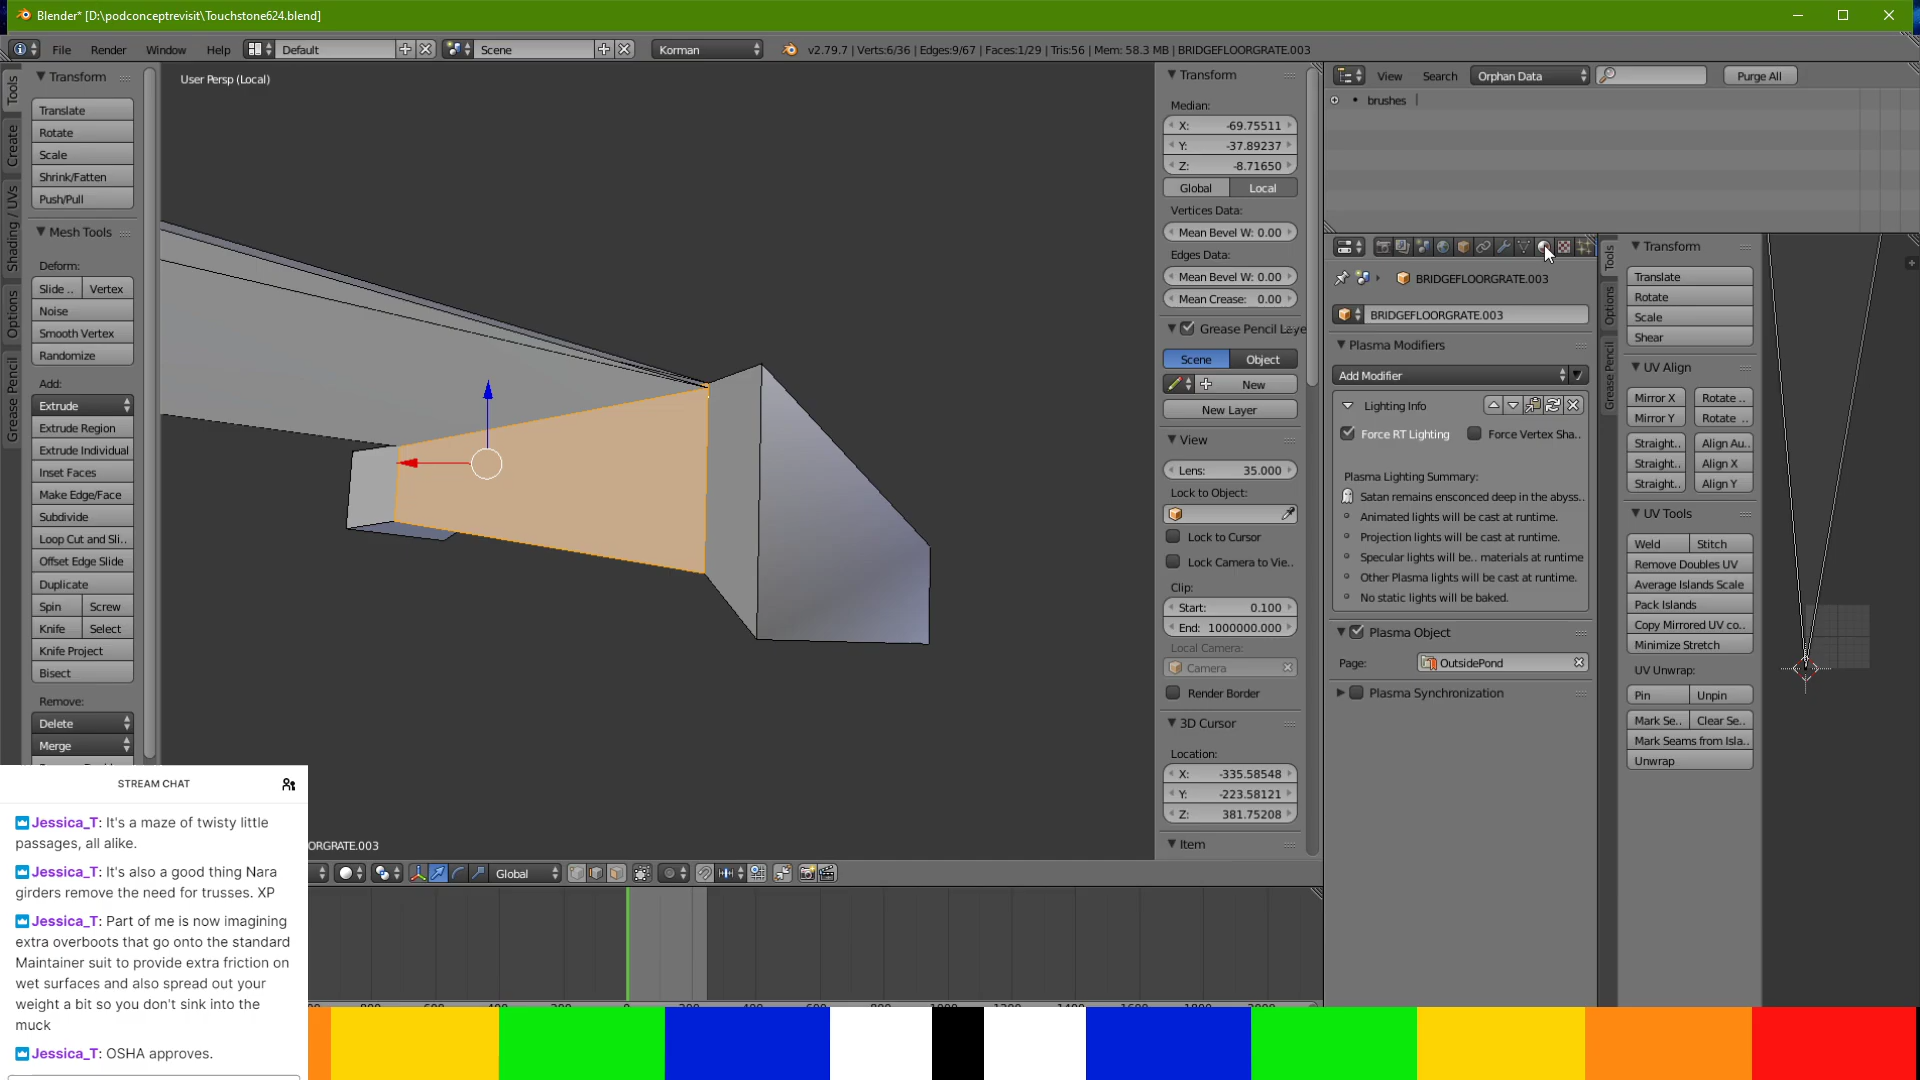 Blender* [D:\podconceptrevisit\Touchstone624.blend]
File Render Window Help Default Scene Korman v2.79.7 | Verts:6/36 | Edges:9/67 | Faces:1/29 | Tris:56 | Mem: 58.3 MB | BRIDGEFLOORGRATE.003
Tools
Create
Shading / UVs
Options
Grease Pencil
Transform
Translate
Rotate
Scale
Shrink/Fatten
Push/Pull
Mesh Tools
Deform:
Slide .. Vertex
Noise
Smooth Vertex
Randomize
Add:
Extrude
Extrude Region
Extrude Individual
Inset Faces
Make Edge/Face
Subdivide
Loop Cut and Sli..
Offset Edge Slide
Duplicate
Spin Screw
Knife Select
Knife Project
Bisect
Remove:
Delete
Merge
User Persp (Local)
ORGRATE.003
Global
Transform
Median:
X: -69.75511
Y: -37.89237
Z: -8.71650
Global Local
Vertices Data:
Mean Bevel W: 0.00
Edges Data:
Mean Bevel W: 0.00
Mean Crease: 0.00
Grease Pencil Laye
Scene Object
New
New Layer
View
Lens: 35.000
Lock to Object:
Lock to Cursor
Lock Camera to Vie..
Clip:
Start: 0.100
End: 1000000.000
Local Camera:
Camera
Render Border
3D Cursor
Location:
X: -335.58548
Y: -223.58121
Z: 381.75208
Item
View Search Orphan Data Purge All
brushes
BRIDGEFLOORGRATE.003
BRIDGEFLOORGRATE.003
Plasma Modifiers
Add Modifier
Lighting Info
Force RT Lighting Force Vertex Sha..
Plasma Lighting Summary:
Satan remains ensconced deep in the abyss..
Animated lights will be cast at runtime.
Projection lights will be cast at runtime.
Specular lights will be.. materials at runtime
Other Plasma lights will be cast at runtime.
No static lights will be baked.
Plasma Object
Page: OutsidePond
Plasma Synchronization
Tools
Options
Grease Pencil
Transform
Translate
Rotate
Scale
Shear
UV Align
Mirror X Rotate ..
Mirror Y Rotate ..
Straight.. Align Au..
Straight.. Align X
Straight.. Align Y
UV Tools
Weld Stitch
Remove Doubles UV
Average Islands Scale
Pack Islands
Copy Mirrored UV co..
Minimize Stretch
UV Unwrap:
Pin Unpin
Mark Se.. Clear Se..
Mark Seams from Isla..
Unwrap
STREAM CHAT
Jessica_T: It's a maze of twisty little
passages, all alike.
Jessica_T: It's also a good thing Nara
girders remove the need for trusses. XP
Jessica_T: Part of me is now imagining
extra overboots that go onto the standard
Maintainer suit to provide extra friction on
wet surfaces and also spread out your
weight a bit so you don't sink into the
muck
Jessica_T: OSHA approves.